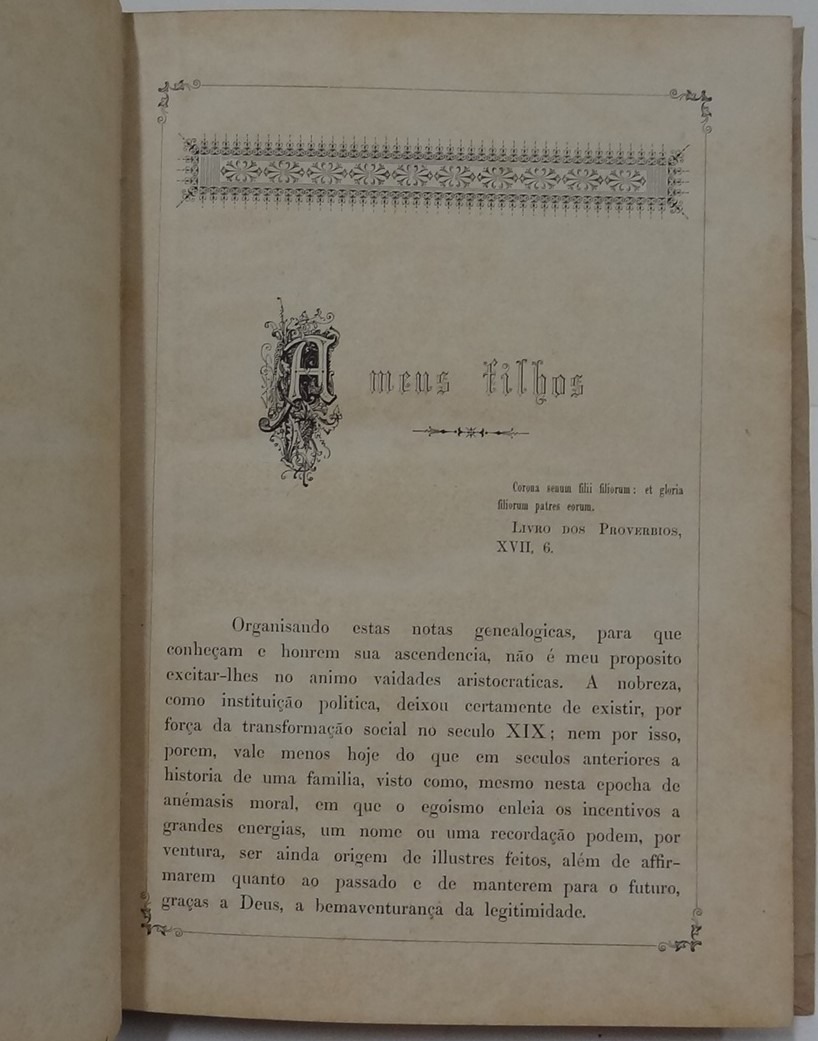 A meus filhos
Corona senum filii filiorum: et gloria
filiorum patres eorum.
LIVRO DOS PROVERBIOS,
XVII, 6.
Organisando estas notas genealogicas, para que
conheçam e honrem sua ascendencia, não é meu proposito
excitar-lhes no animo vaidades aristocraticas. A nobreza,
como instituição politica, deixou certamente de existir, por
força da transformação social no seculo XIX; nem por isso,
porem, vale menos hoje do que em seculos anteriores a
historia de uma familia, visto como, mesmo nesta epocha de
anémasis moral, em que o egoismo enleia os incentivos a
grandes energias, um nome ou uma recordação podem, por
ventura, ser ainda origem de illustres feitos, além de affir-
marem quanto ao passado e de manterem para o futuro,
graças a Deus, a bemaventurança da legitimidade.